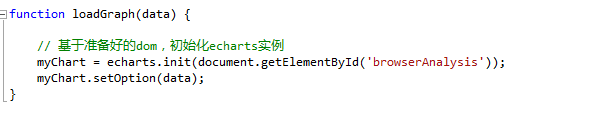 function loadGraph(data) {
// 基于准备好的dom，初始化echarts实例
myChart = echarts.init(document.getElementById('browserAnalysis'));
myChart.setOption(data);
}